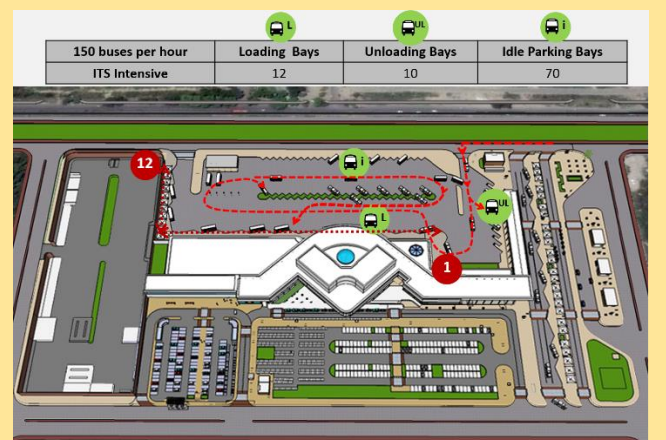 L UL i
150 buses per hour Loading Bays Unloading Bays Idle Parking Bays
ITS Intensive 12 10 70
12
i
UL
L
1